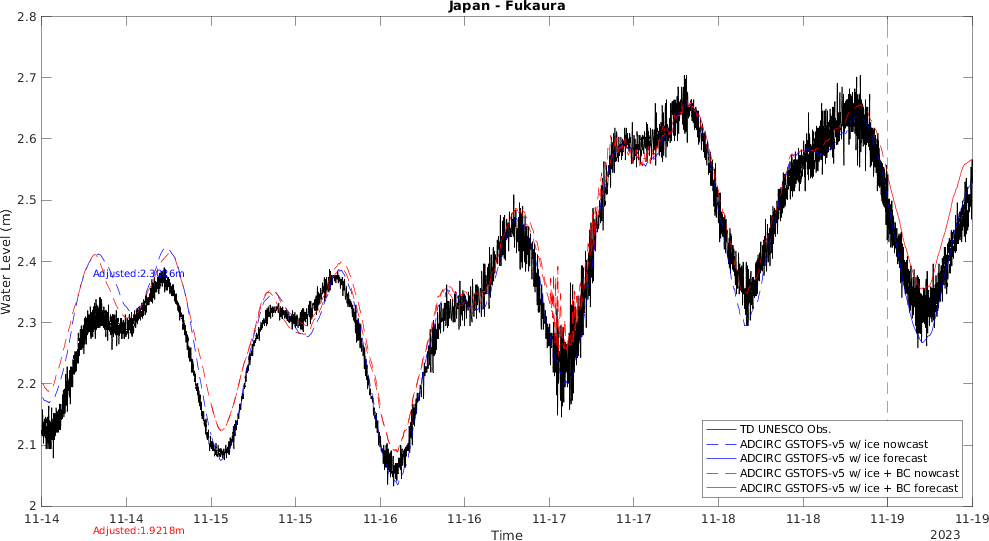 Japan - Fukaura
2.8
2.7
2.6
2.5
2.4
2.3
2.2
2.1
2
Water Level (m)
Adjusted:2.3016m
TD UNESCO Obs.
ADCIRC GSTOFS-v5 w/ ice nowcast
ADCIRC GSTOFS-v5 w/ ice forecast
ADCIRC GSTOFS-v5 w/ ice + BC nowcast
ADCIRC GSTOFS-v5 w/ ice + BC forecast
11-14 11-14 11-15 11-15 11-16 11-16 11-17 11-17 11-18 11-18 11-19 11-19
Adjusted:1.9218m
Time
2023